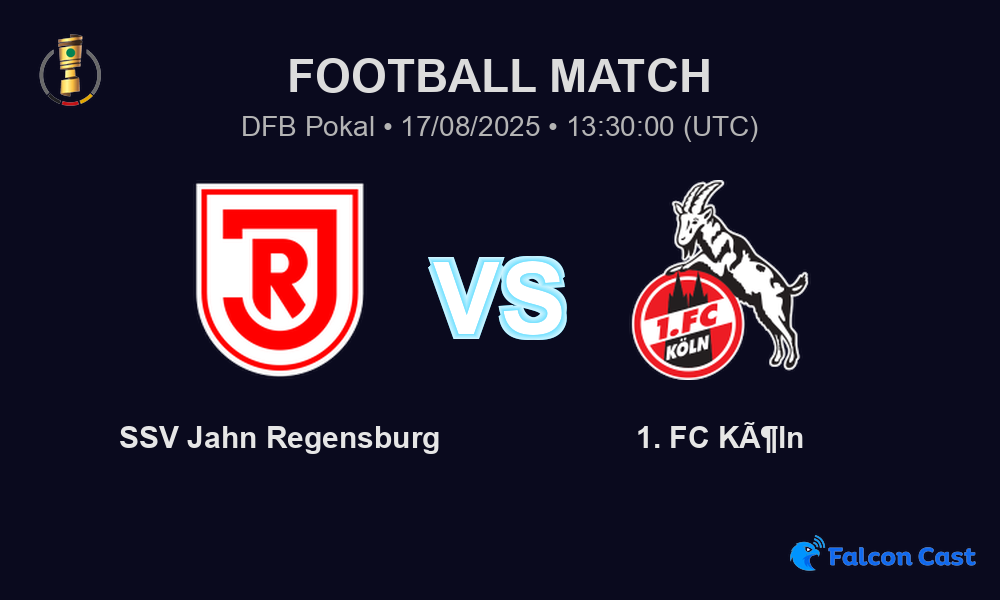 FOOTBALL MATCH
DFB Pokal • 17/08/2025 • 13:30:00 (UTC)
JR
VS
1.FC
KÖLN
SSV Jahn Regensburg
1. FC KÃ¶ln
Falcon Cast